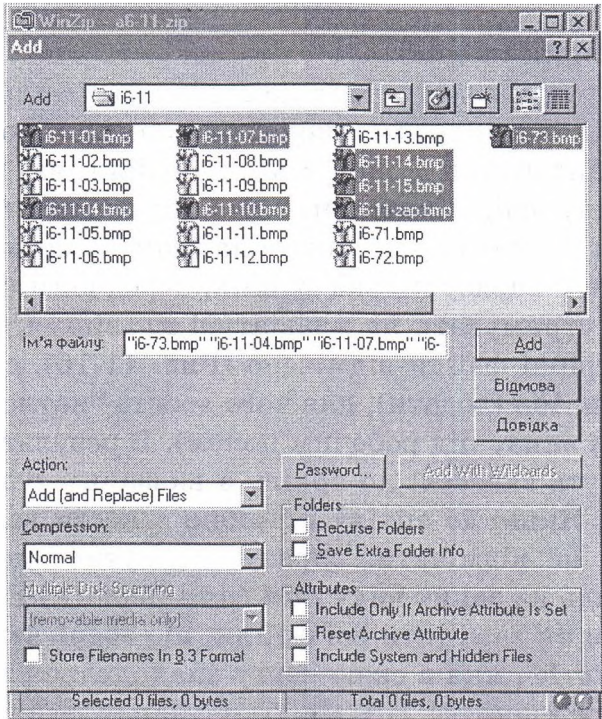 WinZip - a6-11.zip
Add
Add i6-11
i6-11-01.bmp i6-11-07.bmp i6-11-13.bmp i6-73.bmp
i6-11-02.bmp i6-11-08.bmp i6-11-14.bmp
i6-11-03.bmp i6-11-09.bmp i6-11-15.bmp
i6-11-04.bmp i6-11-10.bmp i6-11-zap.bmp
i6-11-05.bmp i6-11-11.bmp i6-71.bmp
i6-11-06.bmp i6-11-12.bmp i6-72.bmp
Ім'я файлу: "i6-73.bmp" "i6-11-04.bmp" "i6-11-07.bmp" "i6- Add
Відмова
Довідка
Action: Password... Add With Wildcards
Add (and Replace) Files
Folders
Compression: Recurse Folders
Normal Save Extra Folder Info
Multiple Disk Spanning Attributes
(removable media only) Include Only If Archive Attribute Is Set
Reset Archive Attribute
Store Filenames In 8.3 Format Include System and Hidden Files
Selected 0 files, 0 bytes Total 0 files, 0 bytes